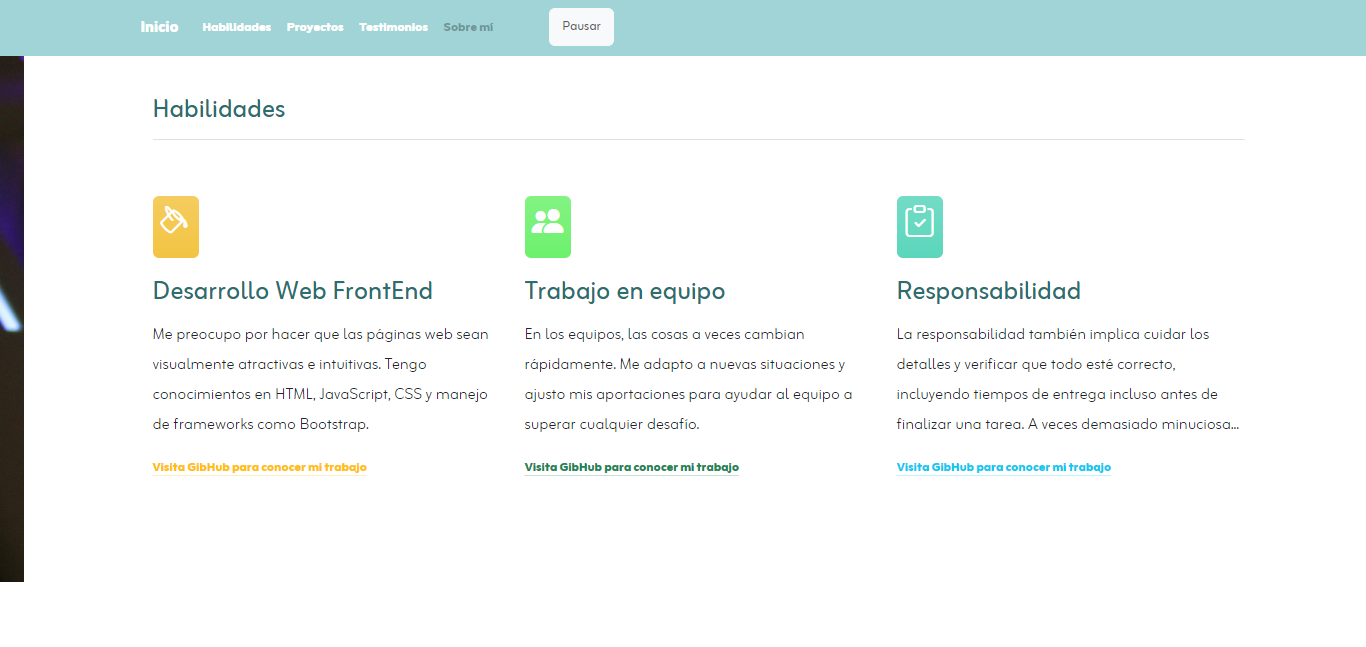 Inicio Habilidades Proyectos Testimonios Sobre mí Pausar
Habilidades
Desarrollo Web FrontEnd
Me preocupo por hacer que las páginas web sean
visualmente atractivas e intuitivas. Tengo
conocimientos en HTML, JavaScript, CSS y manejo
de frameworks como Bootstrap.
Visita GibHub para conocer mi trabajo
Trabajo en equipo
En los equipos, las cosas a veces cambian
rápidamente. Me adapto a nuevas situaciones y
ajusto mis aportaciones para ayudar al equipo a
superar cualquier desafío.
Visita GibHub para conocer mi trabajo
Responsabilidad
La responsabilidad también implica cuidar los
detalles y verificar que todo esté correcto,
incluyendo tiempos de entrega incluso antes de
finalizar una tarea. A veces demasiado minuciosa...
Visita GibHub para conocer mi trabajo